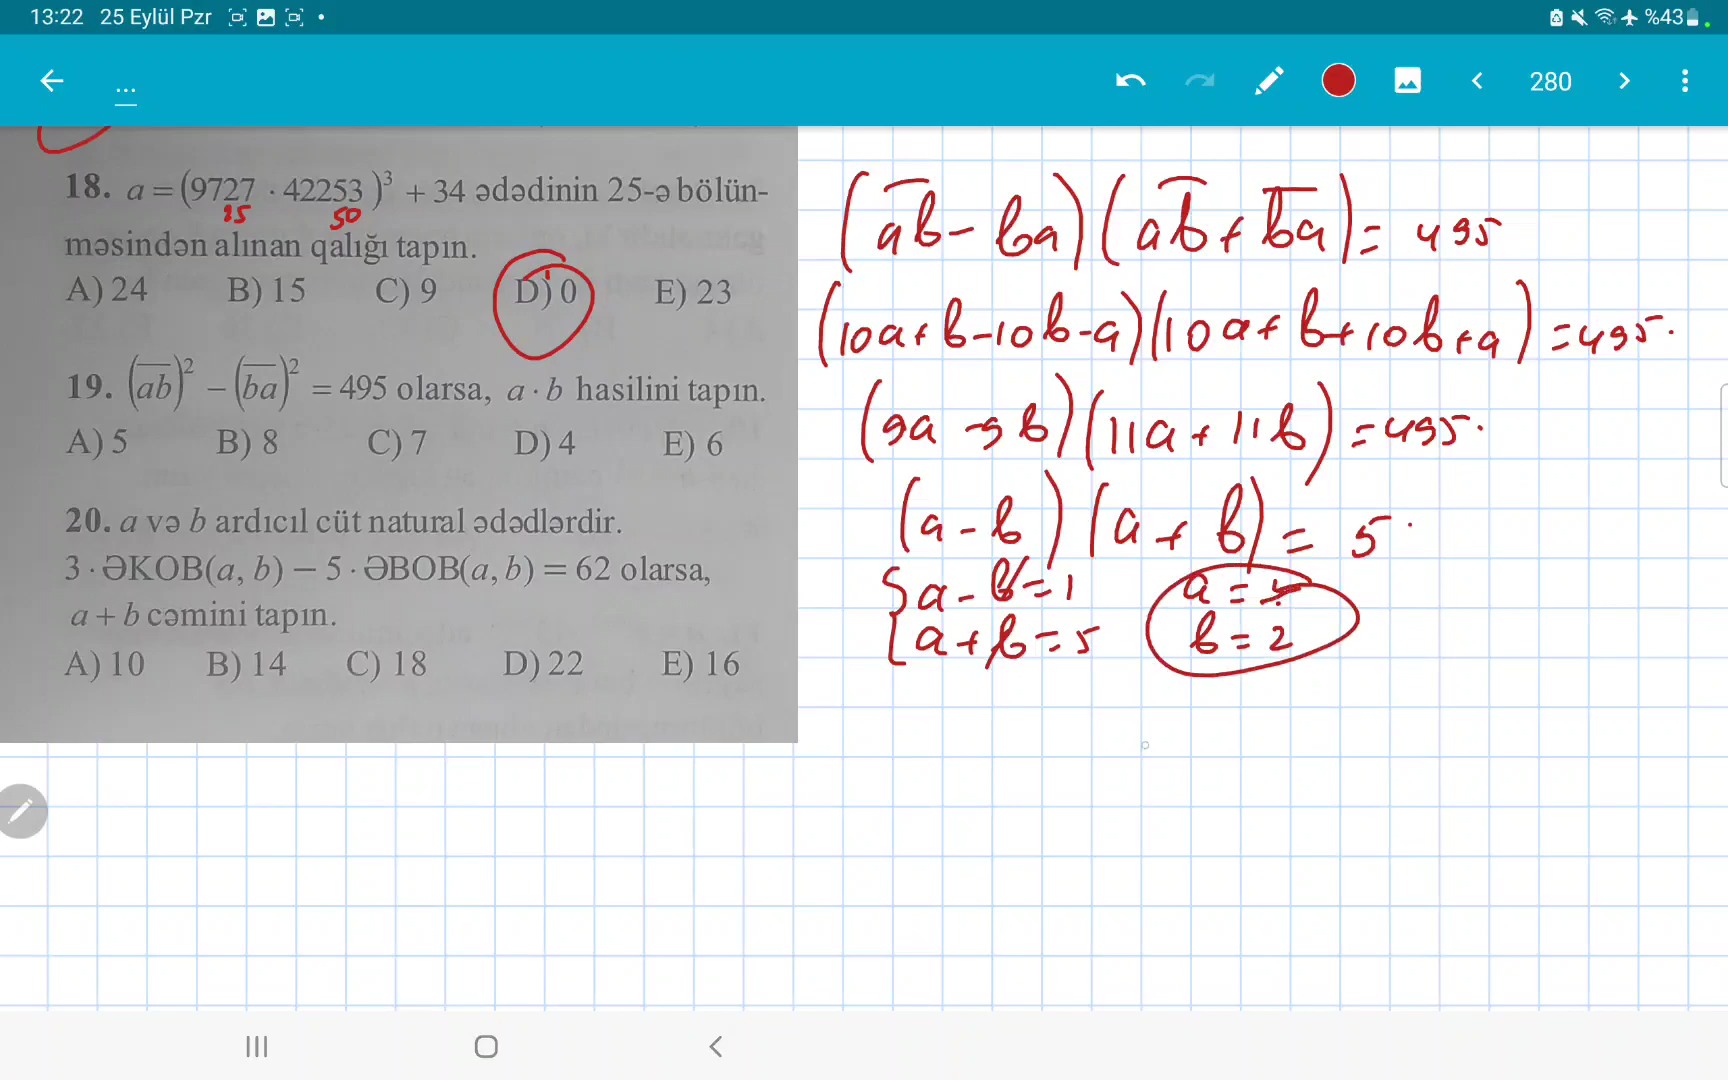 13:22 25 Eylül Pzr %43
...
280
18. a = (9727 · 42253)³ + 34 ədədinin 25-ə bölün-
25 50
məsindən alınan qalığı tapın.
A) 24 B) 15 C) 9 D) 0 E) 23
19. (ab)² − (ba)² = 495 olarsa, a · b hasilini tapın.
A) 5 B) 8 C) 7 D) 4 E) 6
20. a və b ardıcıl cüt natural ədədlərdir.
3 · ƏKOB(a, b) − 5 · ƏBOB(a, b) = 62 olarsa,
a + b cəmini tapın.
A) 10 B) 14 C) 18 D) 22 E) 16
(ab - ba)(ab + ba) = 495
(10a+b-10b-a)(10a+b+10b+a) = 495.
(9a-9b)(11a+11b) = 495.
(a-b)(a+b) = 5.
a-b=1
a+b=5
b=2